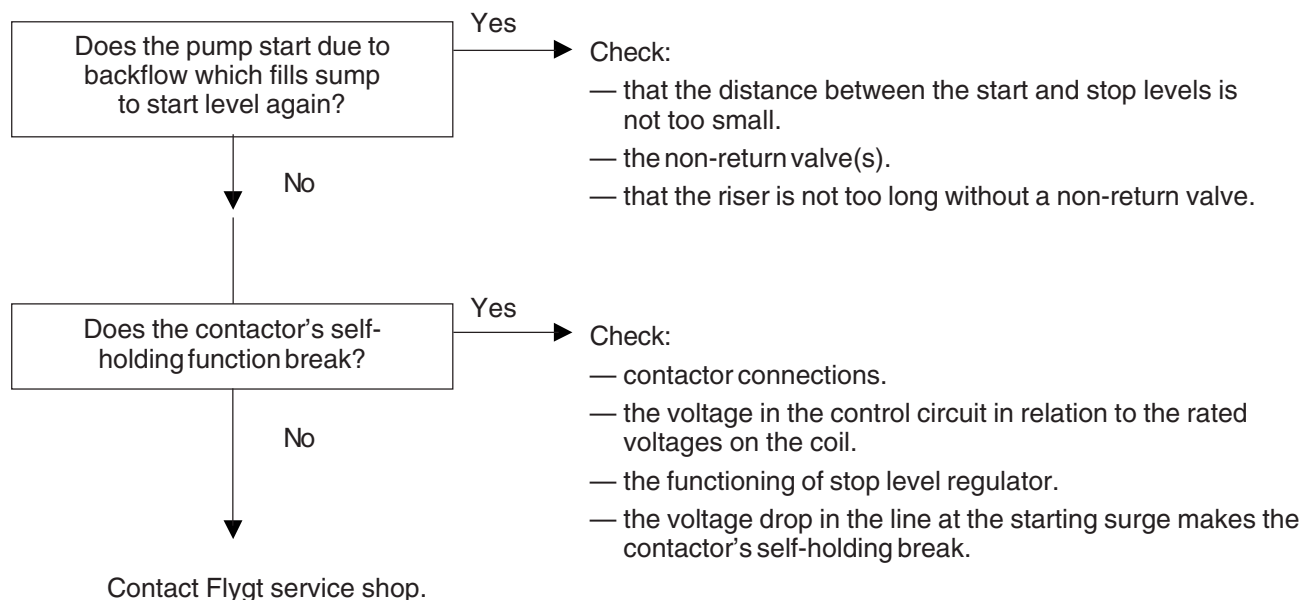 Does the pump start due to
backflow which fills sump
to start level again?
Yes
Check:
— that the distance between the start and stop levels is
not too small.
— the non-return valve(s).
— that the riser is not too long without a non-return valve.
No
Does the contactor's self-
holding function break?
Yes
Check:
— contactor connections.
— the voltage in the control circuit in relation to the rated
voltages on the coil.
— the functioning of stop level regulator.
— the voltage drop in the line at the starting surge makes the
contactor's self-holding break.
No
Contact Flygt service shop.